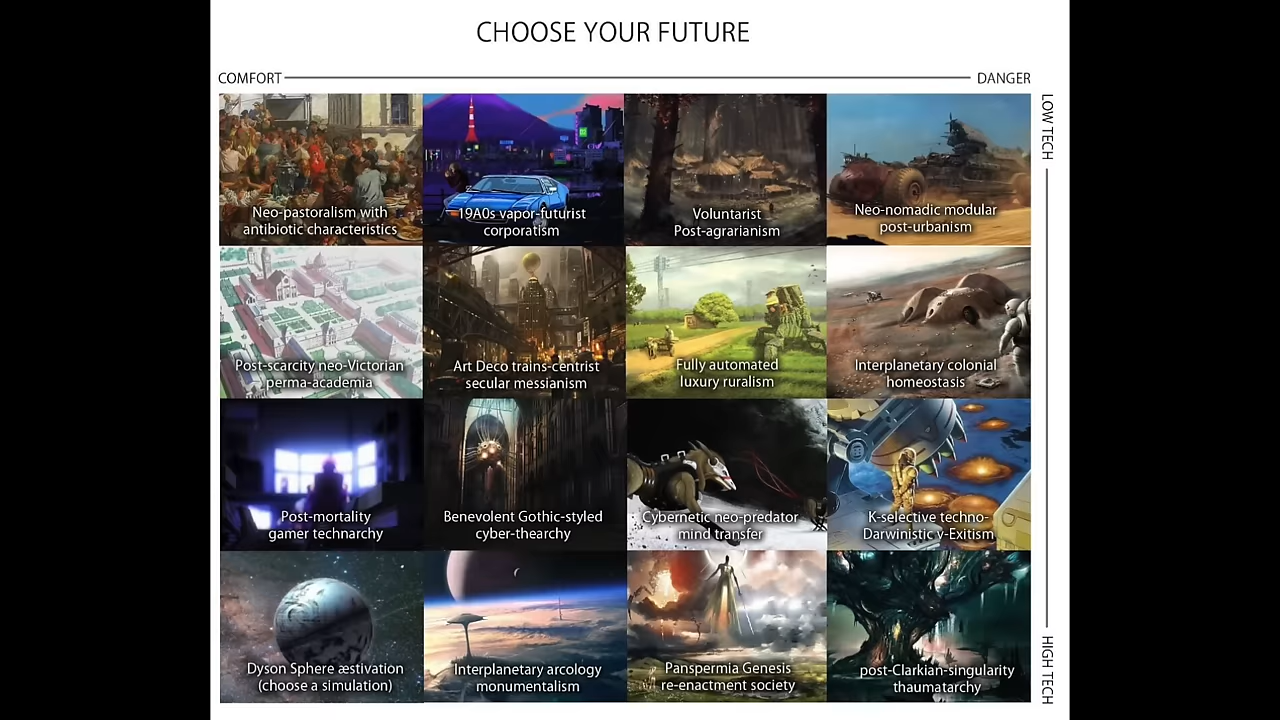 CHOOSE YOUR FUTURE
COMFORT
DANGER
LOW TECH
Neo-pastoralism with
antibiotic characteristics
19A0s vapor-futurist
corporatism
Voluntarist
Post-agrarianism
Neo-nomadic modular
post-urbanism
Post-scarcity neo-Victorian
perma-academia
Art Deco trains-centrist
secular messianism
Fully automated
luxury ruralism
Interplanetary colonial
homeostasis
Post-mortality
gamer technarchy
Benevolent Gothic-styled
cyber-thearchy
Cybernetic neo-predator
mind transfer
K-selective techno-
Darwinistic v-Exitism
Dyson Sphere æstivation
(choose a simulation)
Interplanetary arcology
monumentalism
Panspermia Genesis
re-enactment society
post-Clarkian-singularity
thaumatarchy
HIGH TECH